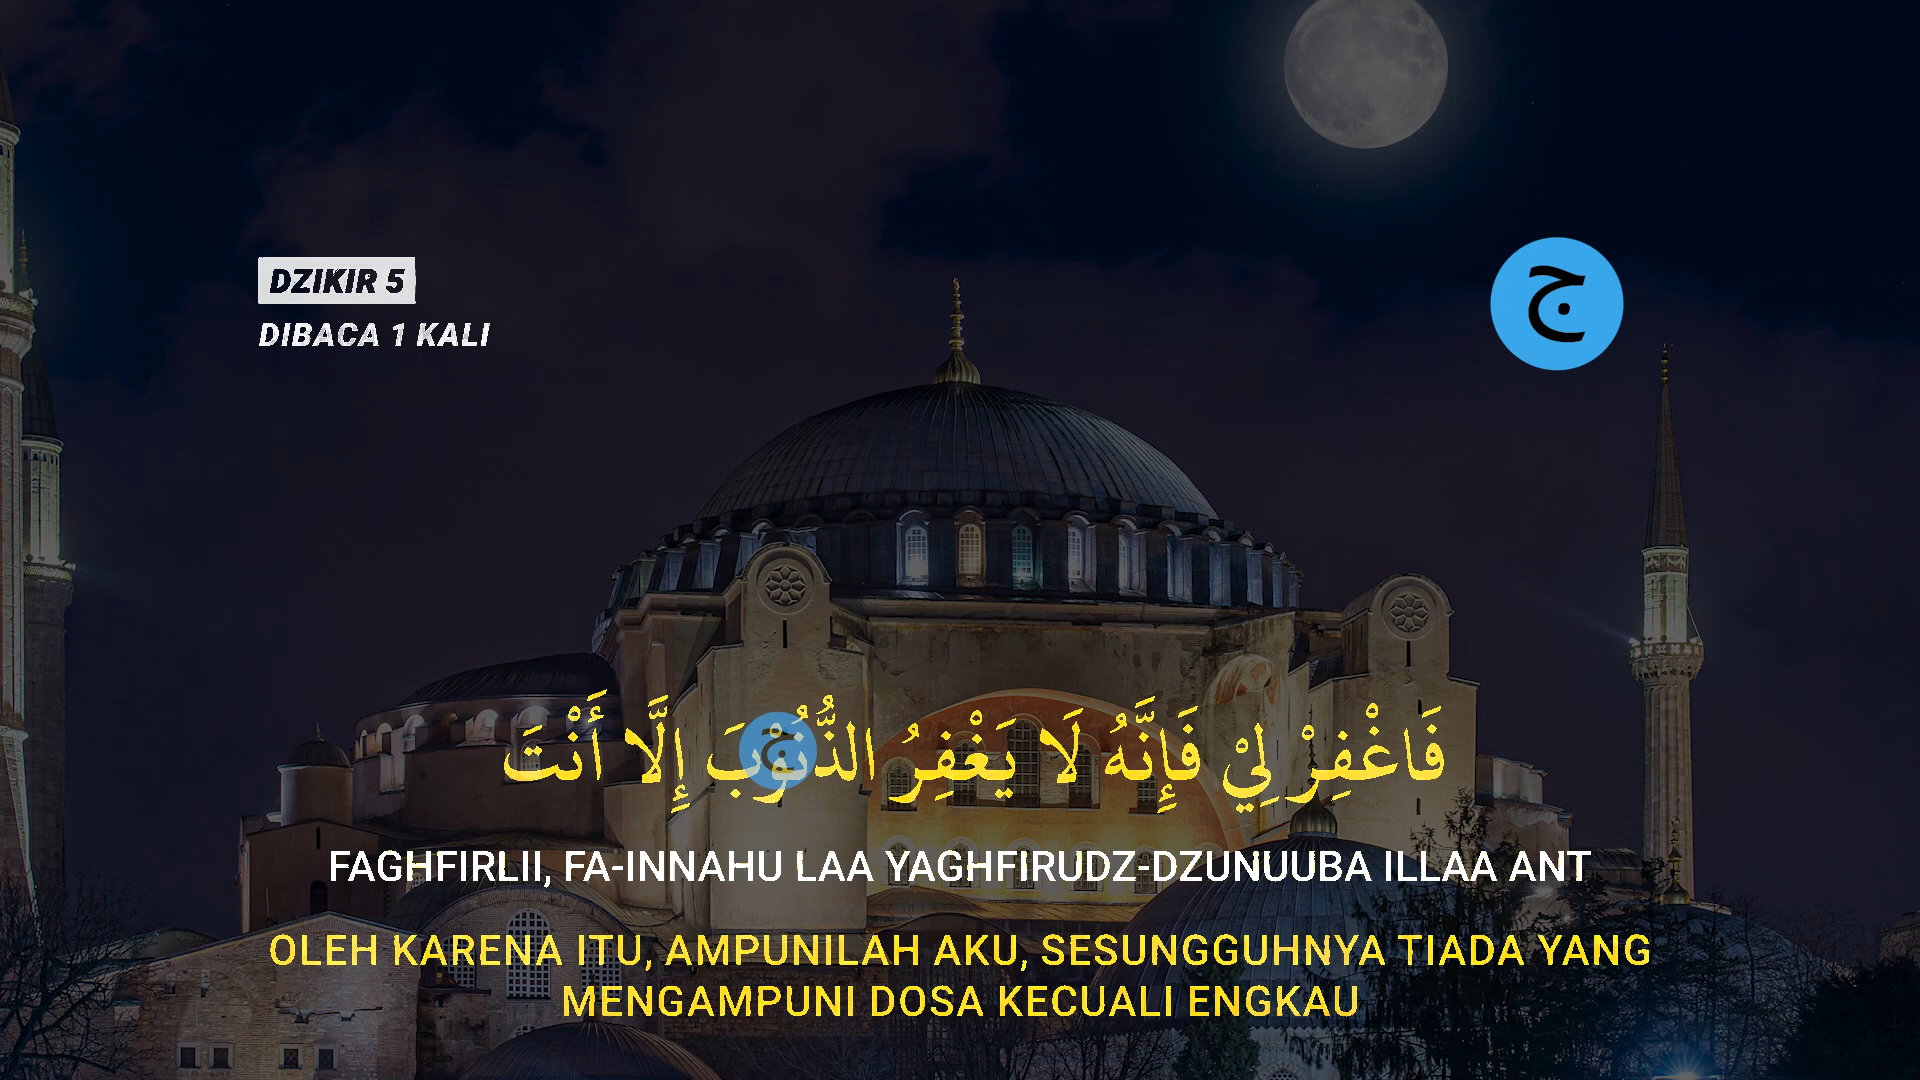 DZIKIR 5
DIBACA 1 KALI
ج
فَاغْفِرْ لِيْ فَإِنَّهُ لَا يَغْفِرُ الذُّنُوْبَ إِلَّا أَنْتَ
ج
FAGHFIRLII, FA-INNAHU LAA YAGHFIRUDZ-DZUNUUBA ILLAA ANT
OLEH KARENA ITU, AMPUNILAH AKU, SESUNGGUHNYA TIADA YANG
MENGAMPUNI DOSA KECUALI ENGKAU